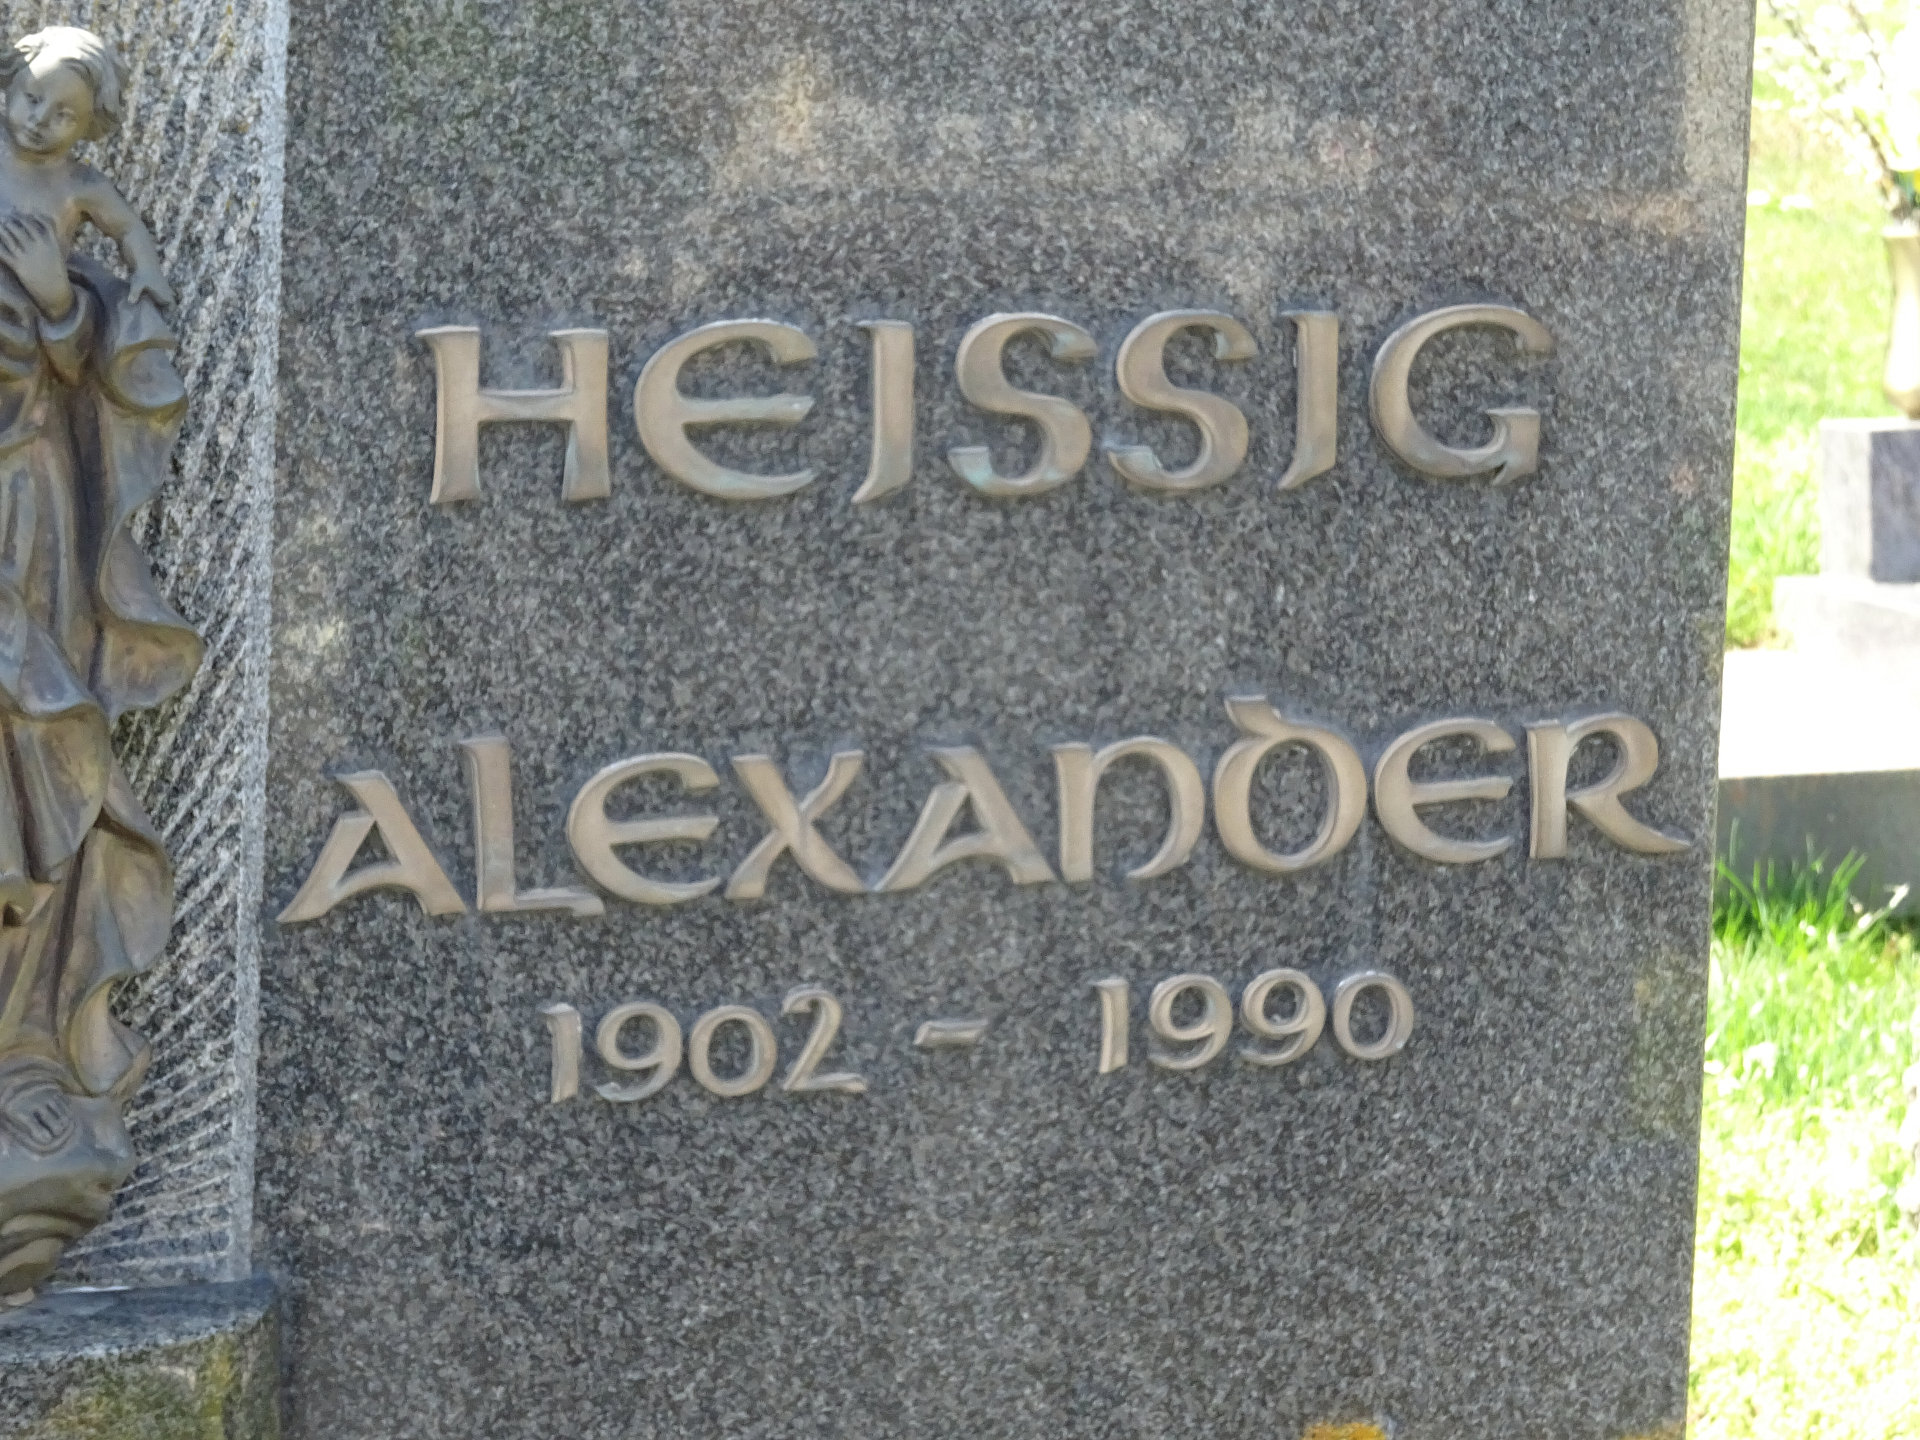 HEISSIG
ALEXANDER
1902 - 1990